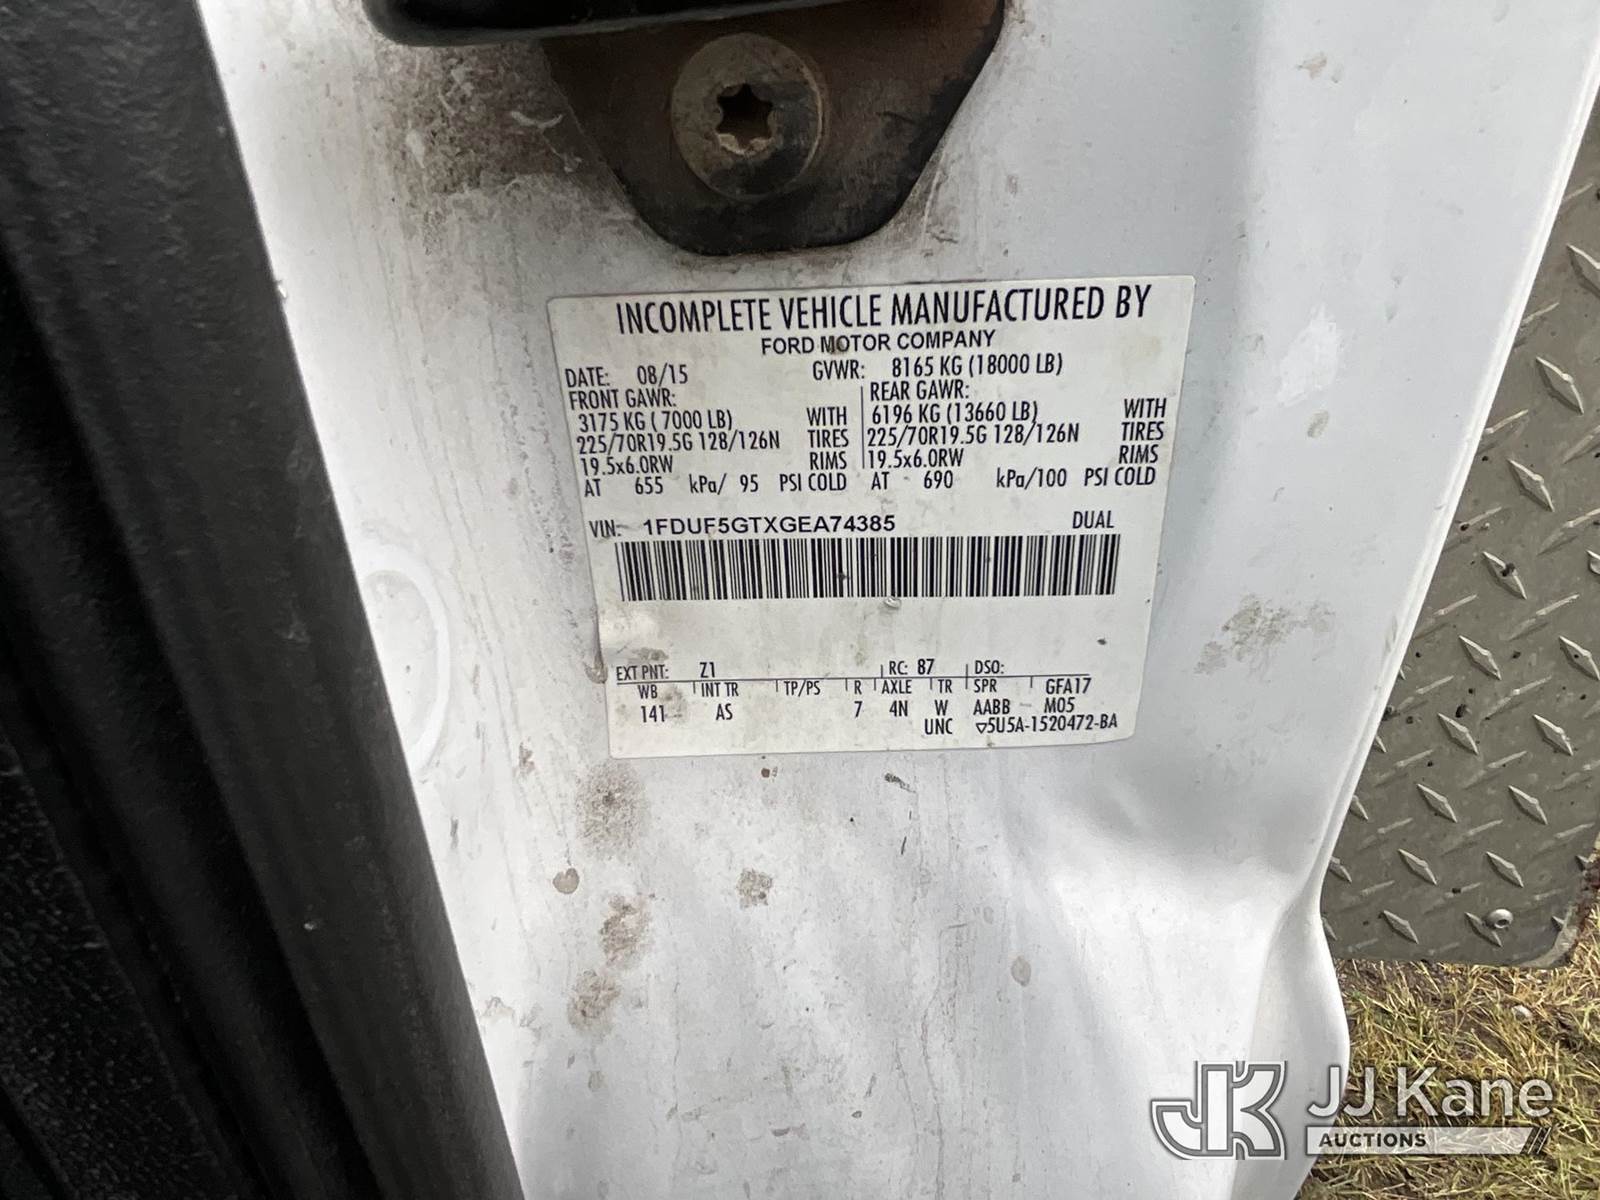 INCOMPLETE VEHICLE MANUFACTURED BY
FORD MOTOR COMPANY
DATE: 08/15 GVWR: 8165 KG (18000 LB)
FRONT GAWR: REAR GAWR:
3175 KG ( 7000 LB) WITH 6196 KG (13660 LB) WITH
225/70R19.5G 128/126N TIRES 225/70R19.5G 128/126N TIRES
19.5x6.0RW RIMS 19.5x6.0RW RIMS
AT 655 kPa/ 95 PSI COLD AT 690 kPa/100 PSI COLD
VIN: 1FDUF5GTXGEA74385 DUAL
EXT PNT: Z1 RC: 87 DSO:
WB INT TR TP/PS R AXLE TR SPR GFA17
141 AS 7 4N W AABB M05
UNC ▽5U5A-1520472-BA
JK JJ Kane
AUCTIONS